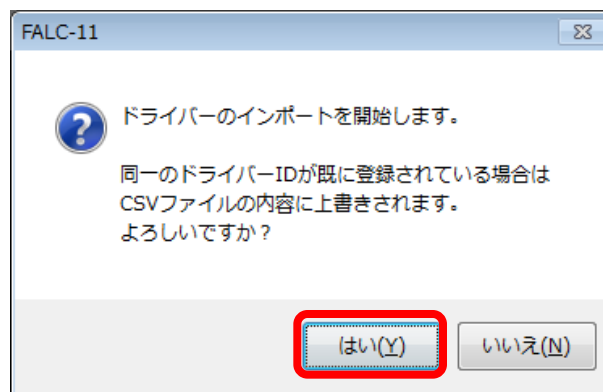 FALC-11
ドライバーのインポートを開始します。
同一のドライバーIDが既に登録されている場合は
CSVファイルの内容に上書きされます。
よろしいですか？
はい(Y)
いいえ(N)